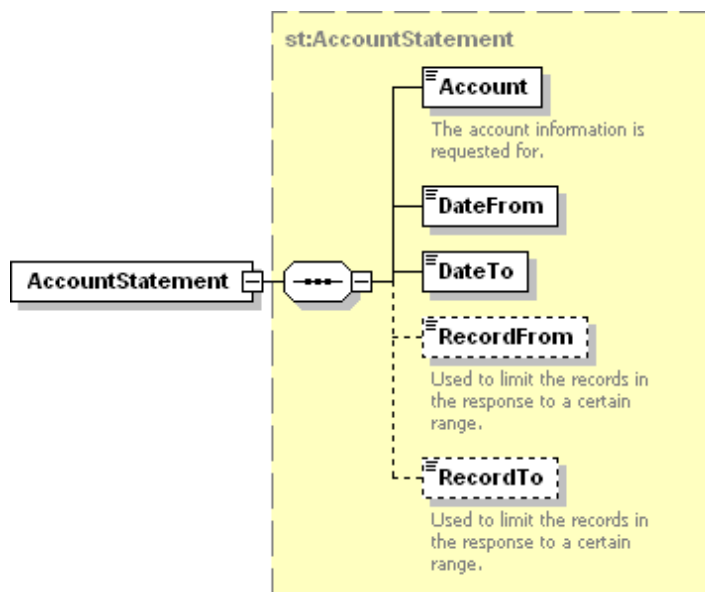 st:AccountStatement
Account
The account information is
requested for.
DateFrom
AccountStatement
DateTo
RecordFrom
Used to limit the records in
the response to a certain
range.
RecordTo
Used to limit the records in
the response to a certain
range.